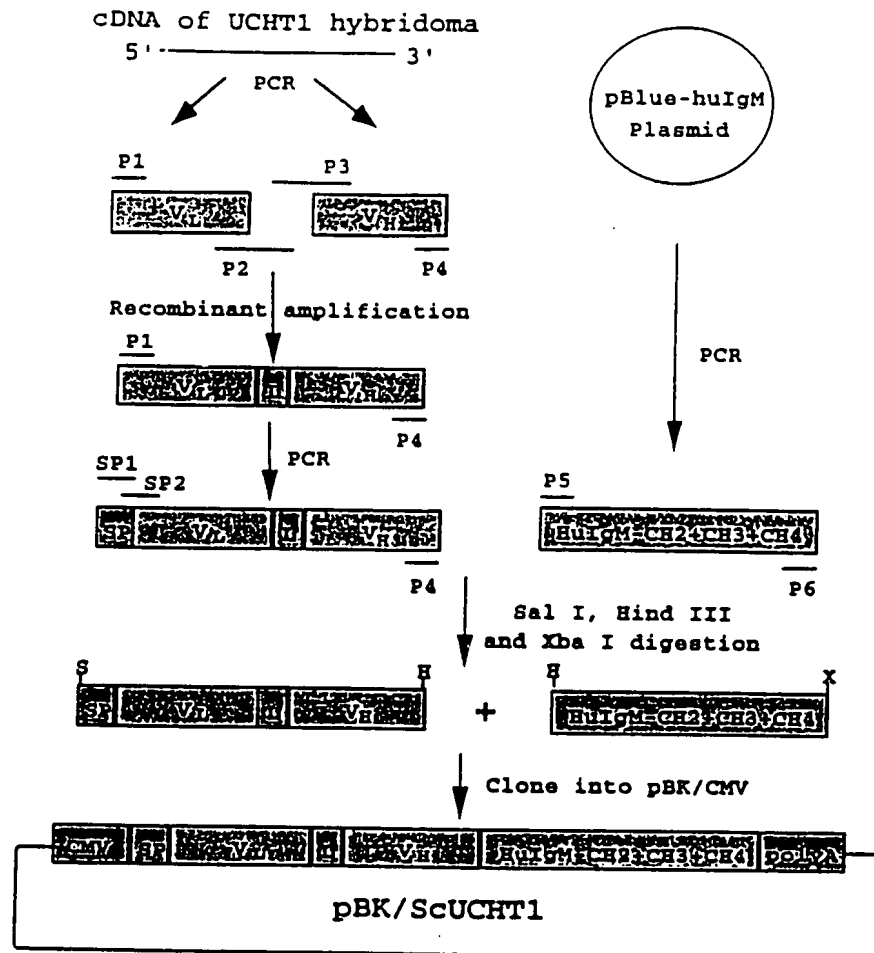 cDNA of UCHT1 hybridoma
5' 3'
PCR
pBlue-huIgM
Plasmid
P1
P3
VL
VH
P2
P4
Recombinant amplification
P1
VL VH
P4
PCR
PCR
SP1
SP2
P5
SP VL VH
HuIgM=CH2+CH3+CH4
P4
P6
Sal I, Hind III
and Xba I digestion
S H
H X
SP VL VH
+
HuIgM=CH2+CH3+CH4
Clone into pBK/CMV
CMV SP VL VH HuIgM=CH2+CH3+CH4 polyA
pBK/ScUCHT1